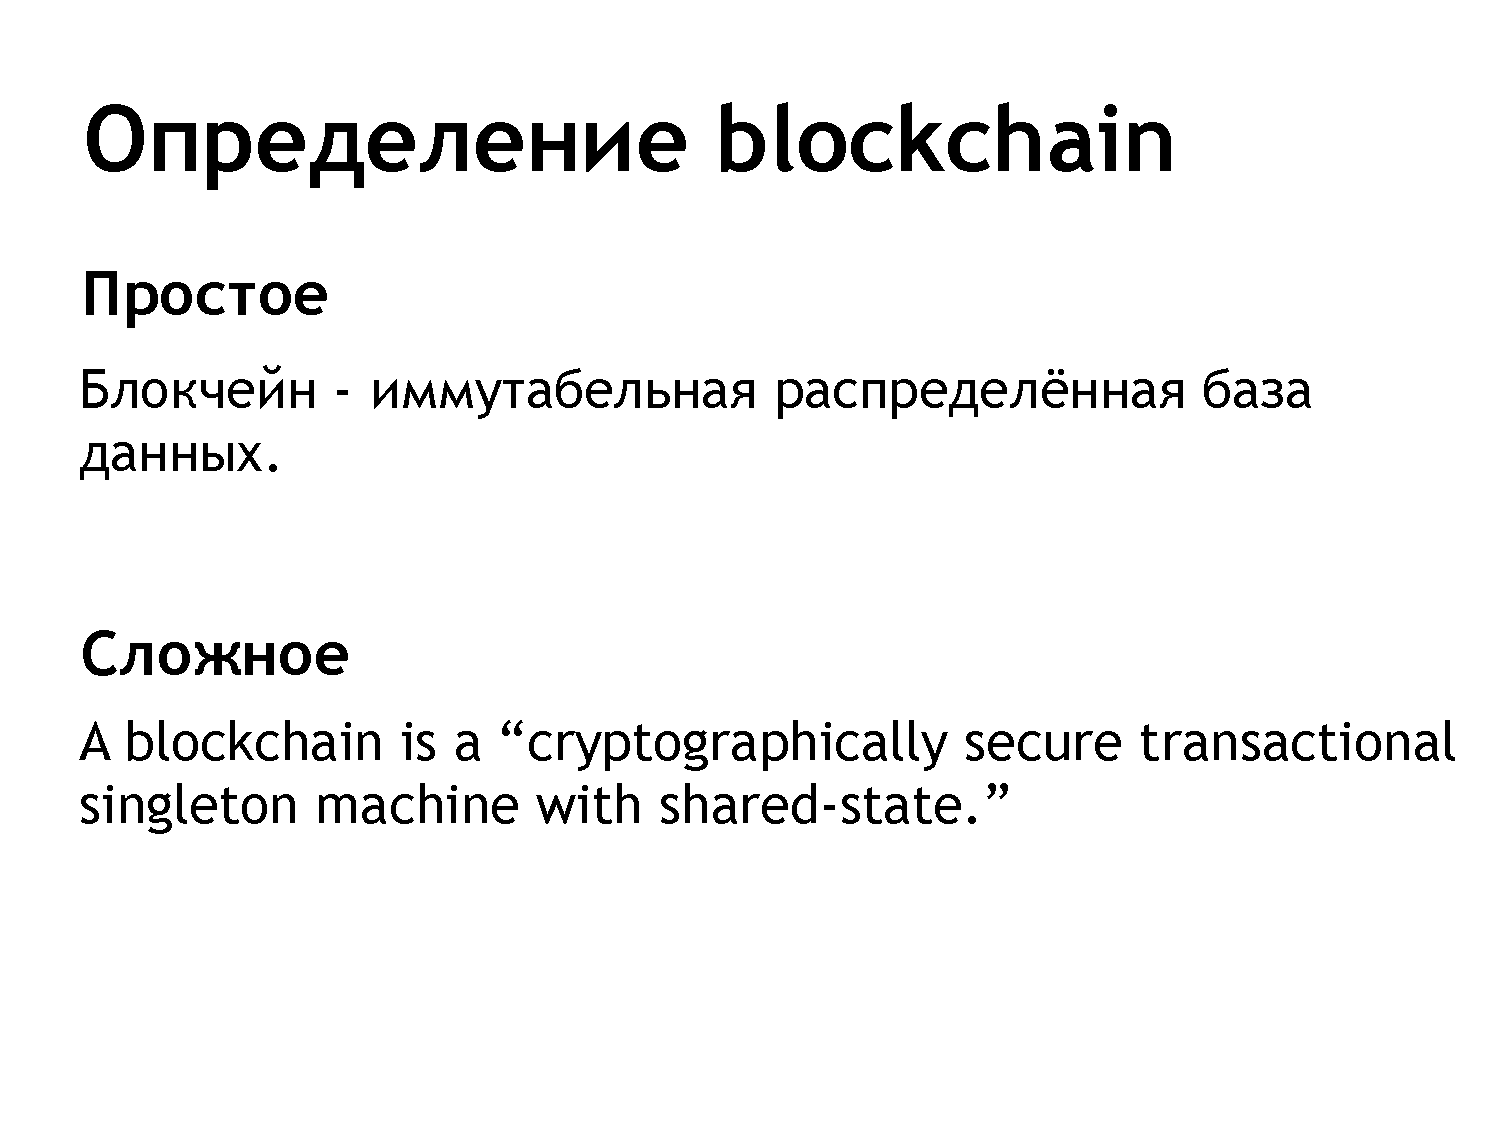 Определение blockchain
Простое
Блокчейн - иммутабельная распределённая база
данных.
Сложное
A blockchain is a “cryptographically secure transactional
singleton machine with shared-state.”